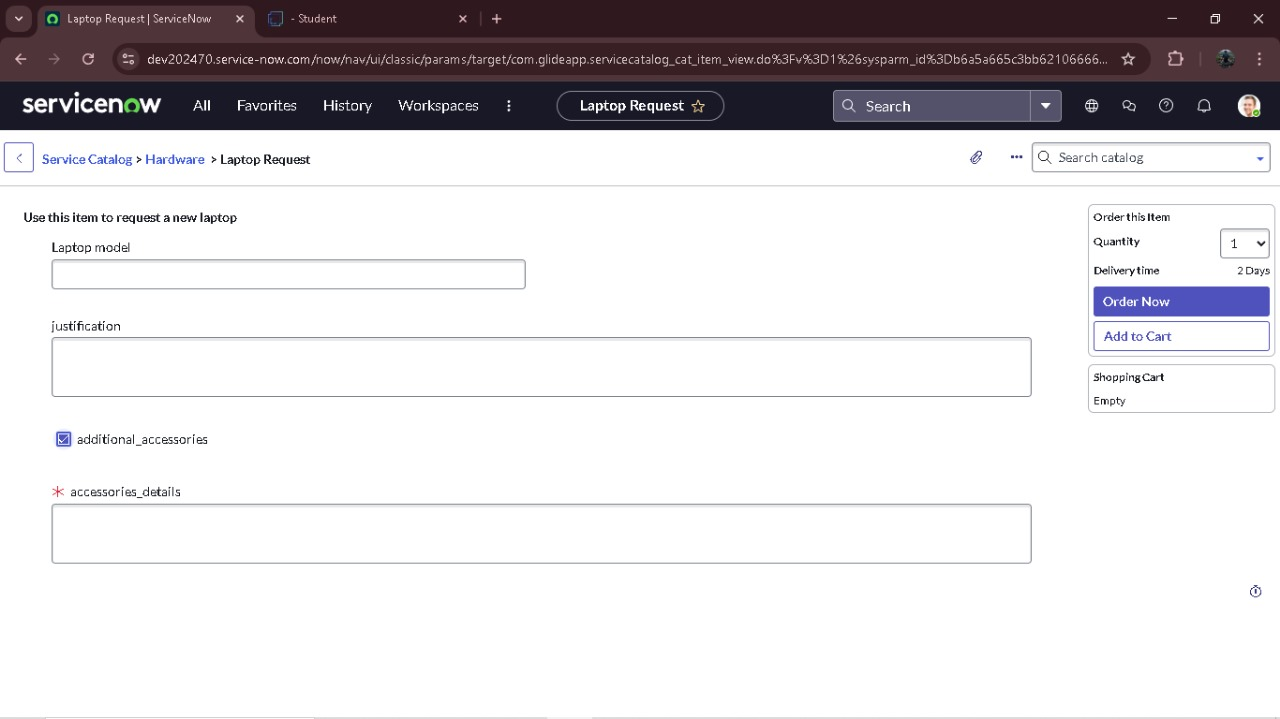 Laptop Request | ServiceNow
- Student
dev202470.service-now.com/now/nav/ui/classic/params/target/com.glideapp.servicecatalog_cat_item_view.do%3Fv%3D1%26sysparm_id%3Db6a5a665c3bb62106666...
servicenow All Favorites History Workspaces Laptop Request Search
Service Catalog > Hardware > Laptop Request Search catalog
Use this item to request a new laptop
Laptop model
justification
additional_accessories
* accessories_details
Order this Item
Quantity 1
Delivery time 2 Days
Order Now
Add to Cart
Shopping Cart
Empty